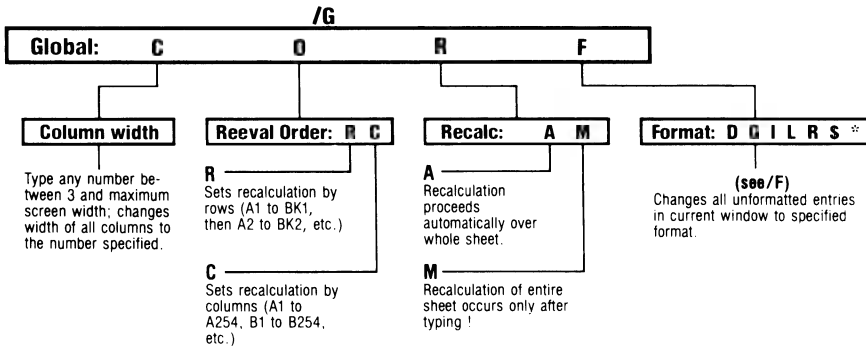 /G
Global: C O R F
Column width
Type any number be-
tween 3 and maximum
screen width; changes
width of all columns to
the number specified.
Reeval Order: R C
R
Sets recalculation by
rows (A1 to BK1,
then A2 to BK2, etc.)
C
Sets recalculation by
columns (A1 to
A254, B1 to B254,
etc.)
Recalc: A M
A
Recalculation
proceeds
automatically over
whole sheet.
M
Recalculation of entire
sheet occurs only after
typing !
Format: D G I L R $ *
(see/F)
Changes all unformatted entries
in current window to specified
format.